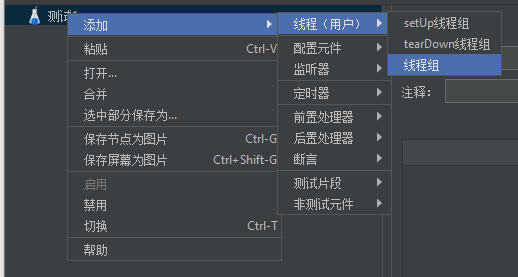 测试
添加
粘贴 Ctrl-V
打开...
合并
选中部分保存为...
保存节点为图片 Ctrl-G
保存屏幕为图片 Ctrl+Shift-G
启用
禁用
切换 Ctrl-T
帮助
线程（用户）
配置元件
监听器
定时器
前置处理器
后置处理器
断言
测试片段
非测试元件
setUp线程组
tearDown线程组
线程组
注释：